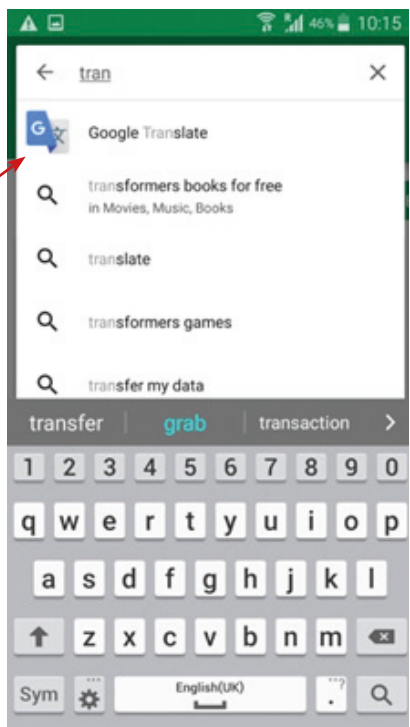 46% 10:15
tran
G 文 Google Translate
transformers books for free
in Movies, Music, Books
translate
transformers games
transfer my data
transfer grab transaction >
1 2 3 4 5 6 7 8 9 0
q w e r t y u i o p
a s d f g h j k l
z x c v b n m
Sym English(UK) . ...?